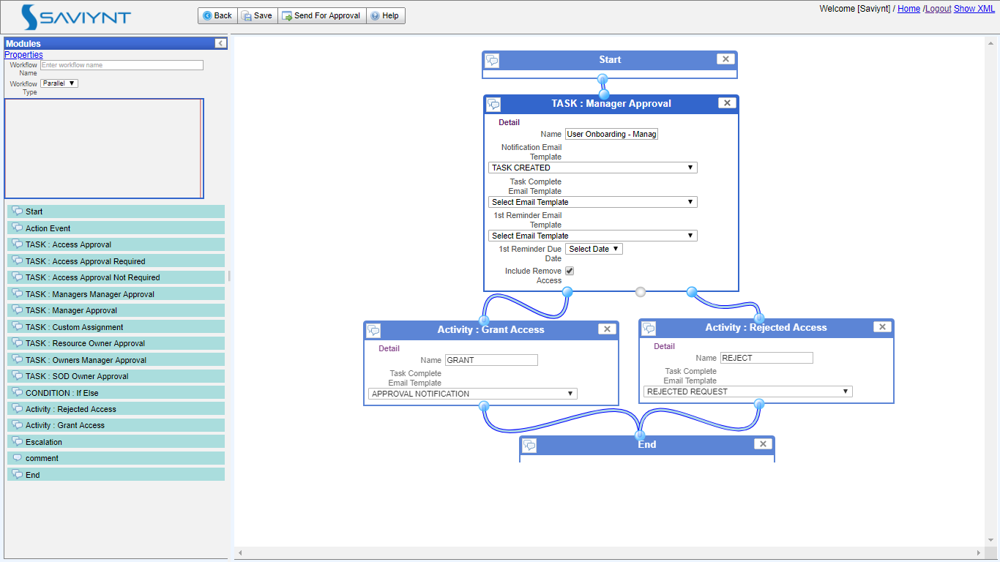 SAVIYNT
Back Save Send For Approval Help
Welcome [Saviynt] / Home /Logout Show XML
Modules
Properties
Workflow Name
Enter workflow name
Workflow Type
Parallel
Start
Action Event
TASK : Access Approval
TASK : Access Approval Required
TASK : Access Approval Not Required
TASK : Managers Manager Approval
TASK : Manager Approval
TASK : Custom Assignment
TASK : Resource Owner Approval
TASK : Owners Manager Approval
TASK : SOD Owner Approval
CONDITION : If Else
Activity : Rejected Access
Activity : Grant Access
Escalation
comment
End
Start
TASK : Manager Approval
Detail
Name User Onboarding - Manag
Notification Email
Template
TASK CREATED
Task Complete
Email Template
Select Email Template
1st Reminder Email
Template
Select Email Template
1st Reminder Due
Date
Select Date
Include Remove
Access
Activity : Grant Access
Detail
Name GRANT
Task Complete
Email Template
APPROVAL NOTIFICATION
Activity : Rejected Access
Detail
Name REJECT
Task Complete
Email Template
REJECTED REQUEST
End